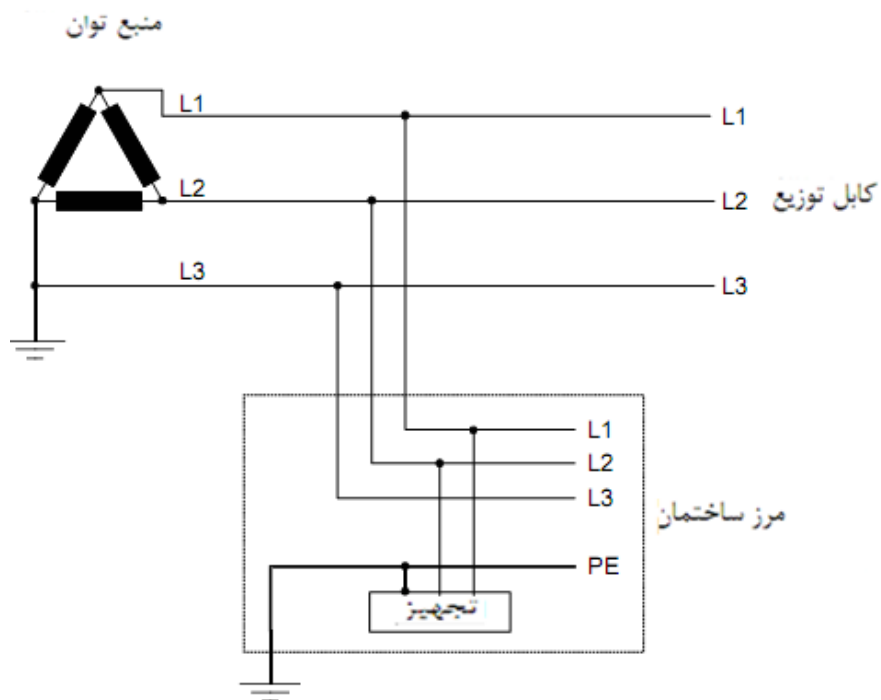 منبع توان
L1
L1
L2
L2
کابل توزیع
L3
L3
L1
L2
L3
مرز ساختمان
PE
تجهیز